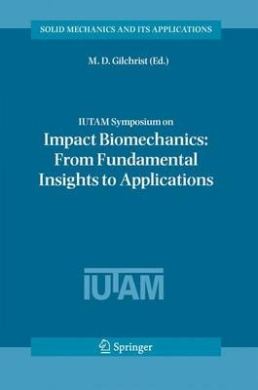 SOLID MECHANICS AND ITS APPLICATIONS
M. D. Gilchrist (Ed.)
IUTAM Symposium on
Impact Biomechanics:
From Fundamental
Insights to Applications
IUTAM
Springer